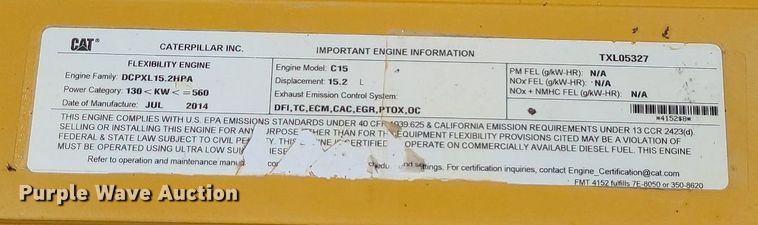 CAT CATERPILLAR INC. IMPORTANT ENGINE INFORMATION TXL05327
FLEXIBILITY ENGINE
Engine Family: DCPXL15.2HPA
Power Category: 130 < KW <= 560
Date of Manufacture: JUL 2014
Engine Model: C15
Displacement: 15.2 L
Exhaust Emission Control System:
DFI,TC,ECM,CAC,EGR,PTOX,OC
PM FEL (g/kW-HR): N/A
NOx FEL (g/kW-HR): N/A
NOx + NMHC FEL (g/kW-HR): N/A
*4152$8*
THIS ENGINE COMPLIES WITH U.S. EPA EMISSIONS STANDARDS UNDER 40 CFR 1039.625 & CALIFORNIA EMISSION REQUIREMENTS UNDER 13 CCR 2423(d).
SELLING OR INSTALLING THIS ENGINE FOR ANY PURPOSE OTHER THAN FOR THE EQUIPMENT FLEXIBILITY PROVISIONS CITED MAY BE A VIOLATION OF
FEDERAL & STATE LAW SUBJECT TO CIVIL THIS ENGINE IS CERTIFIED TO OPERATE ON COMMERCIALLY AVAILABLE DIESEL FUEL. THIS ENGINE
MUST BE OPERATED USING ULTRA LOW
Refer to operation and maintenance and settings. For certification inquiries, contact Engine_Certification@cat.com
FMT 4152 fulfills 7E-8050 or 350-8620
Purple Wave Auction